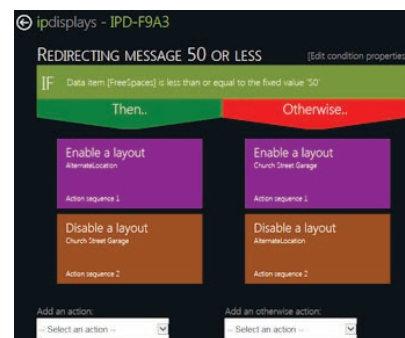 ipdisplays - IPD-F9A3
REDIRECTING MESSAGE 50 OR LESS
[Edit condition properties
IF Data item [FreeSpaces] is less than or equal to the fixed value '50'
Then..
Otherwise..
Enable a layout
AlternateLocation
Action sequence 1
Enable a layout
Church Street Garage
Action sequence 1
Disable a layout
Church Street Garage
Action sequence 2
Disable a layout
AlternateLocation
Action sequence 2
Add an action:
-- Select an action --
Add an otherwise action:
-- Select an action --